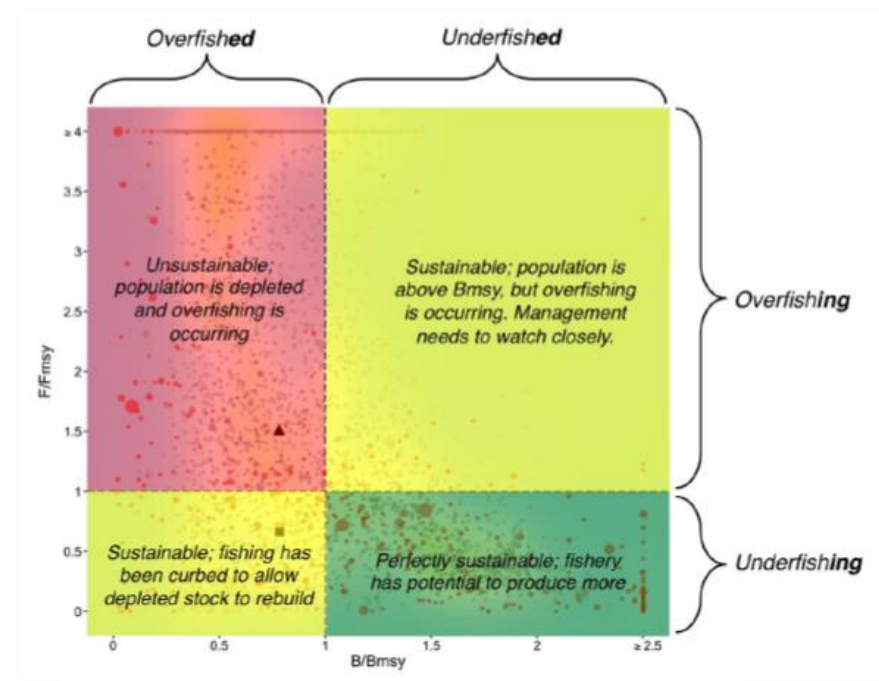 Overfished
Underfished
≥ 4
3.5
3
2.5
2
1.5
1
0.5
0
F/Fmsy
Unsustainable;
population is depleted
and overfishing is
occurring
Sustainable; population is
above Bmsy, but overfishing
is occurring. Management
needs to watch closely.
Overfishing
Sustainable; fishing has
been curbed to allow
depleted stock to rebuild
Perfectly sustainable; fishery
has potential to produce more
Underfishing
0
0.5
1
1.5
2
≥ 2.5
B/Bmsy